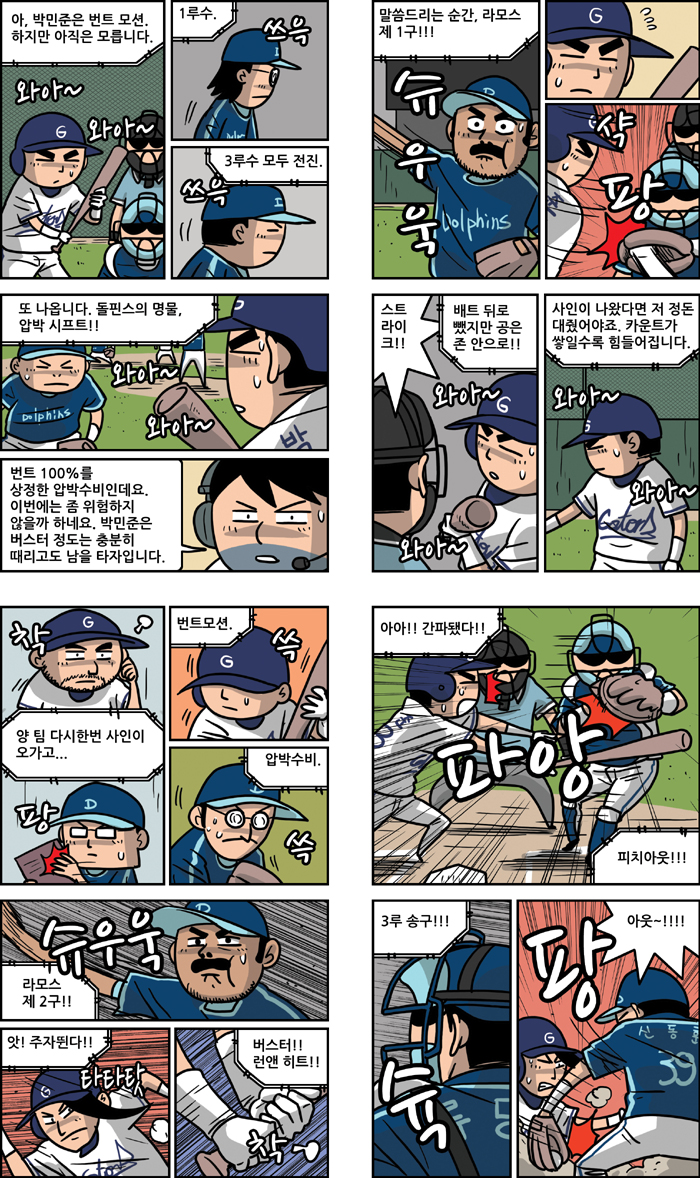 아, 박민준은 번트 모션.
하지만 아직은 모릅니다.
와아~
와아~
G
1루수.
쓰윽
Dolphins
3루수 모두 전진.
쓰윽
D
또 나옵니다. 돌핀스의 명물,
압박 시프트!!
와아~
와아~
Dolphins
박
번트 100%를
상정한 압박수비인데요.
이번에는 좀 위험하지
않을까 하네요. 박민준은
버스터 정도는 충분히
때리고도 남을 타자입니다.
말씀드리는 순간, 라모스
제 1구!!!
슈
우
욱
D
Dolphins
G
샥
팡
스트
라이
크!!
배트 뒤로
뺐지만 공은
존 안으로!!
와아~
와아~
G
사인이 나왔다면 저 정돈
대줬어야죠. 카운트가
쌓일수록 힘들어집니다.
와아~
와아~
G
Gators
착
G
양 팀 다시한번 사인이
오가고...
팡
D
번트모션.
쓱
G
압박수비.
쓱
슈우욱
라모스
제 2구!!
앗! 주자뛴다!!
타타탓
G
버스터!!
런앤 히트!!
착
아아!! 간파됐다!!
파앙
피치아웃!!!
3루 송구!!!
슉
아웃~!!!!
팡
G
신동